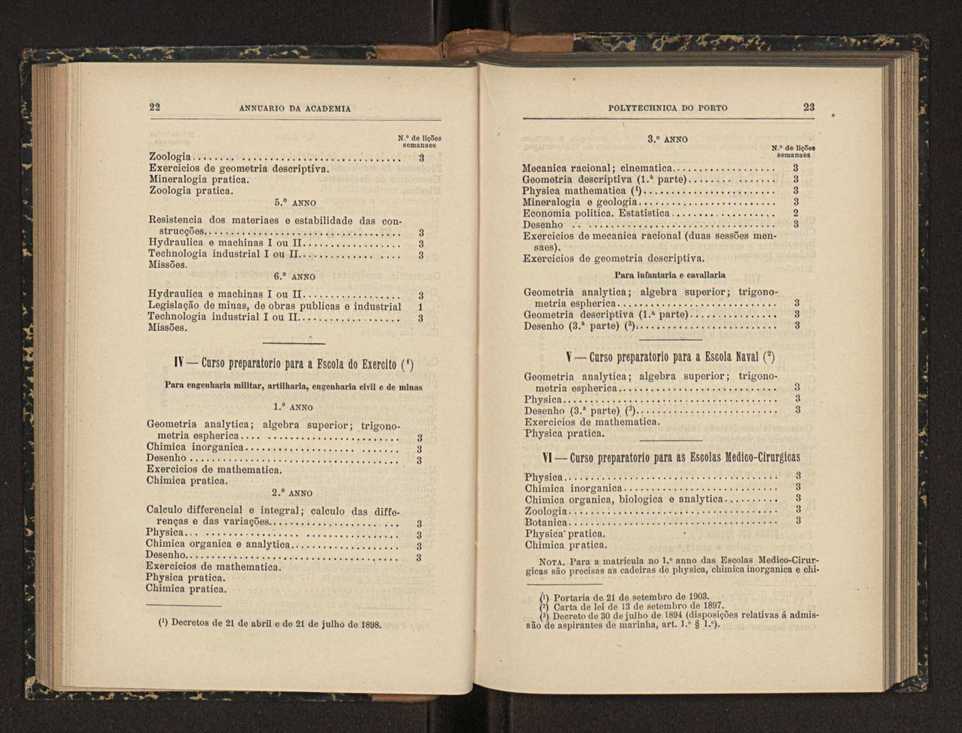 22 ANNUARIO DA ACADEMIA
N.º de lições
semanaes
Zoologia........................................ 3
Exercicios de geometria descriptiva.
Mineralogia pratica.
Zoologia pratica.
5.º ANNO
Resistencia dos materiaes e estabilidade das con-
strucções.................................. 3
Hydraulica e machinas I ou II................. 3
Technologia industrial I ou II................. 3
Missões.
6.º ANNO
Hydraulica e machinas I ou II................. 3
Legislação de minas, de obras publicas e industrial 1
Technologia industrial I ou II................. 3
Missões.
IV — Curso preparatorio para a Escola do Exercito (¹)
Para engenharia militar, artilharia, engenharia civil e de minas
1.º ANNO
Geometria analytica; algebra superior; trigono-
metria espherica........................... 3
Chimica inorganica........................... 3
Desenho.................................... 3
Exercicios de mathematica.
Chimica pratica.
2.º ANNO
Calculo differencial e integral; calculo das diffe-
renças e das variações...................... 3
Physica...................................... 3
Chimica organica e analytica................... 3
Desenho..................................... 3
Exercicios de mathematica.
Physica pratica.
Chimica pratica.
(¹) Decretos de 21 de abril e de 21 de julho de 1898.
POLYTECHNICA DO PORTO 23
3.º ANNO
N.º de lições
semanaes
Mecanica racional; cinematica.................. 3
Geometria descriptiva (1.ª parte)............... 3
Physica mathematica (¹)....................... 3
Mineralogia e geologia........................ 3
Economia politica. Estatistica.................. 2
Desenho.................................... 3
Exercicios de mecanica racional (duas sessões men-
saes).
Exercicios de geometria descriptiva.
Para infantaria e cavallaria
Geometria analytica; algebra superior; trigono-
metria espherica........................... 3
Geometria descriptiva (1.ª parte)............... 3
Desenho (3.ª parte) (³)........................ 3
V — Curso preparatorio para a Escola Naval (²)
Geometria analytica; algebra superior; trigono-
metria espherica........................... 3
Physica..................................... 3
Desenho (3.ª parte) (³)........................ 3
Exercicios de mathematica.
Physica pratica.
VI — Curso preparatorio para as Escolas Medico-Cirurgicas
Physica..................................... 3
Chimica inorganica........................... 3
Chimica organica, biologica e analytica.......... 3
Zoologia.................................... 3
Botanica.................................... 3
Physica pratica.
Chimica pratica.
NOTA. Para a matricula no 1.º anno das Escolas Medico-Cirur-
gicas são precisas as cadeiras de physica, chimica inorganica e chi-
(¹) Portaria de 21 de setembro de 1903.
(²) Carta de lei de 13 de setembro de 1897.
(³) Decreto de 30 de julho de 1894 (disposições relativas á admis-
são de aspirantes de marinha, art. 1.º § 1.º).